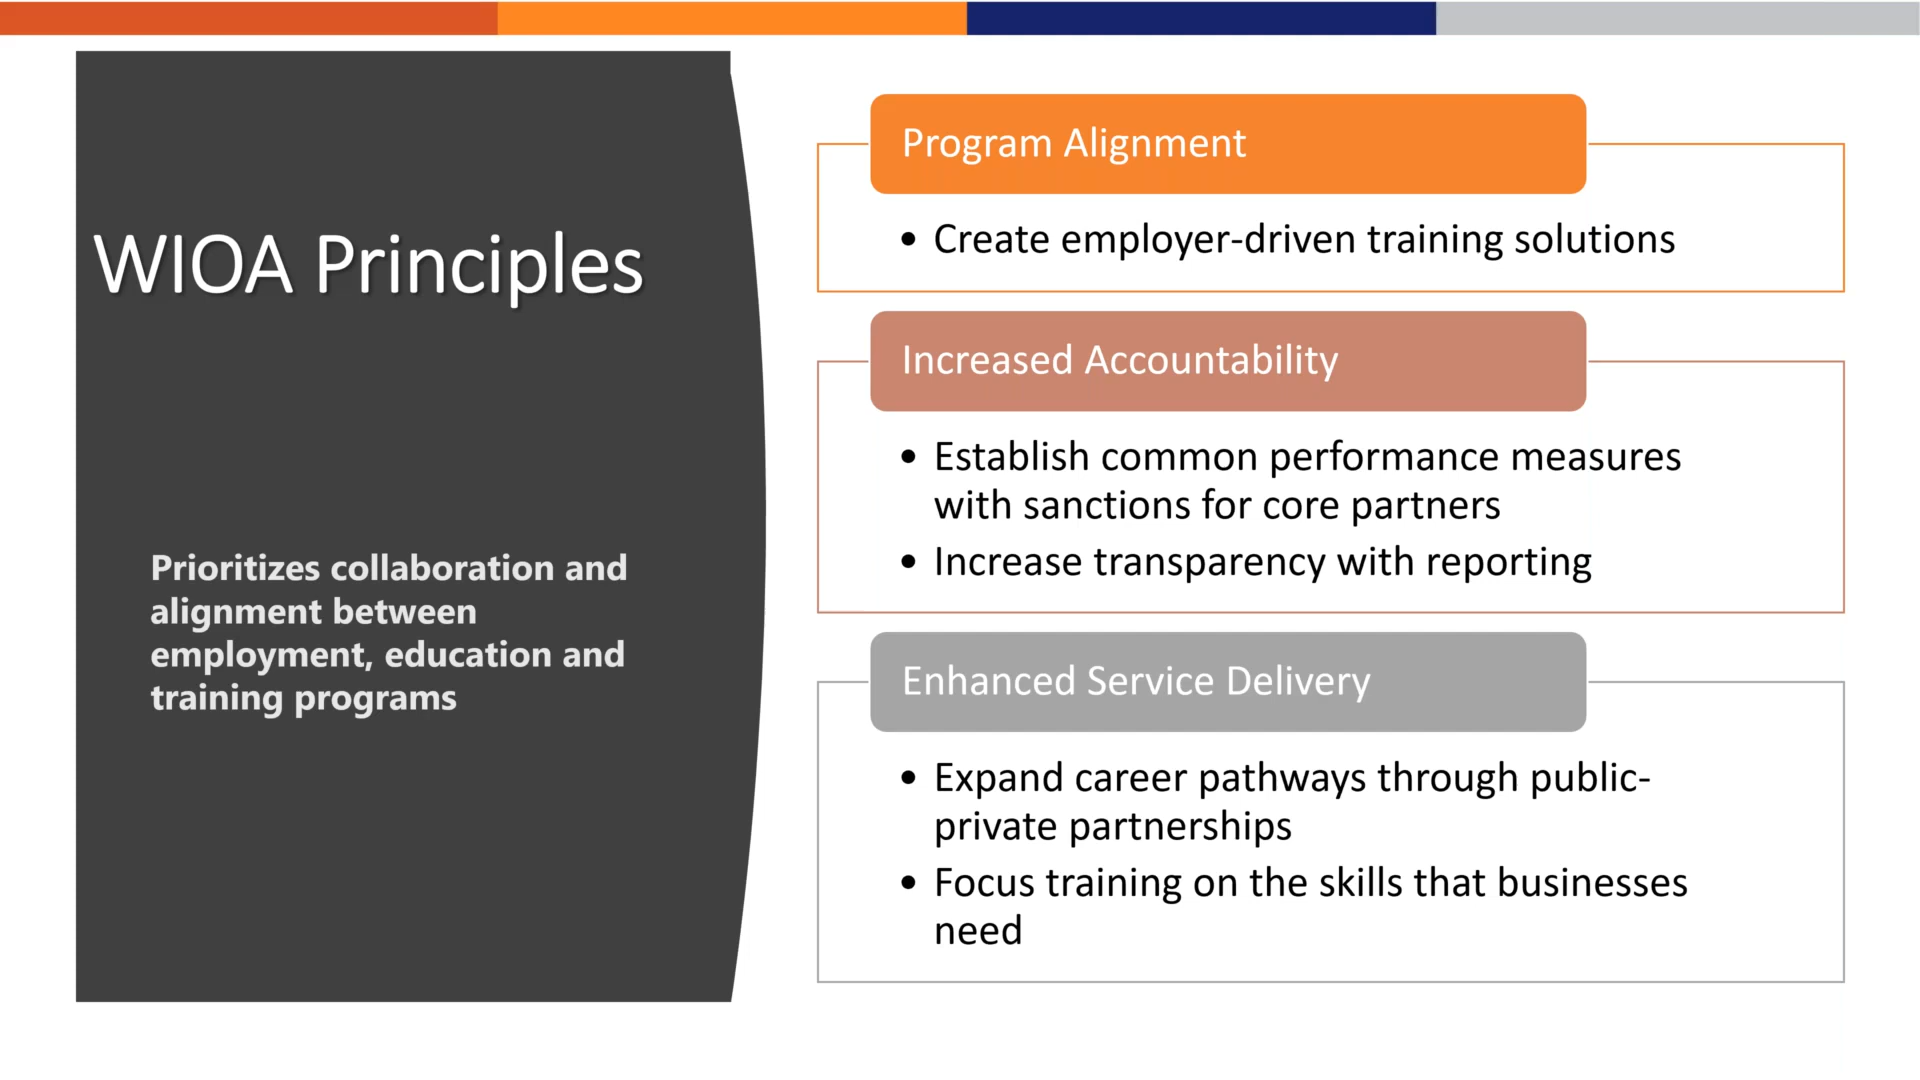 WIOA Principles
Prioritizes collaboration and
alignment between
employment, education and
training programs
Program Alignment
• Create employer-driven training solutions
Increased Accountability
• Establish common performance measures
with sanctions for core partners
• Increase transparency with reporting
Enhanced Service Delivery
• Expand career pathways through public-
private partnerships
• Focus training on the skills that businesses
need